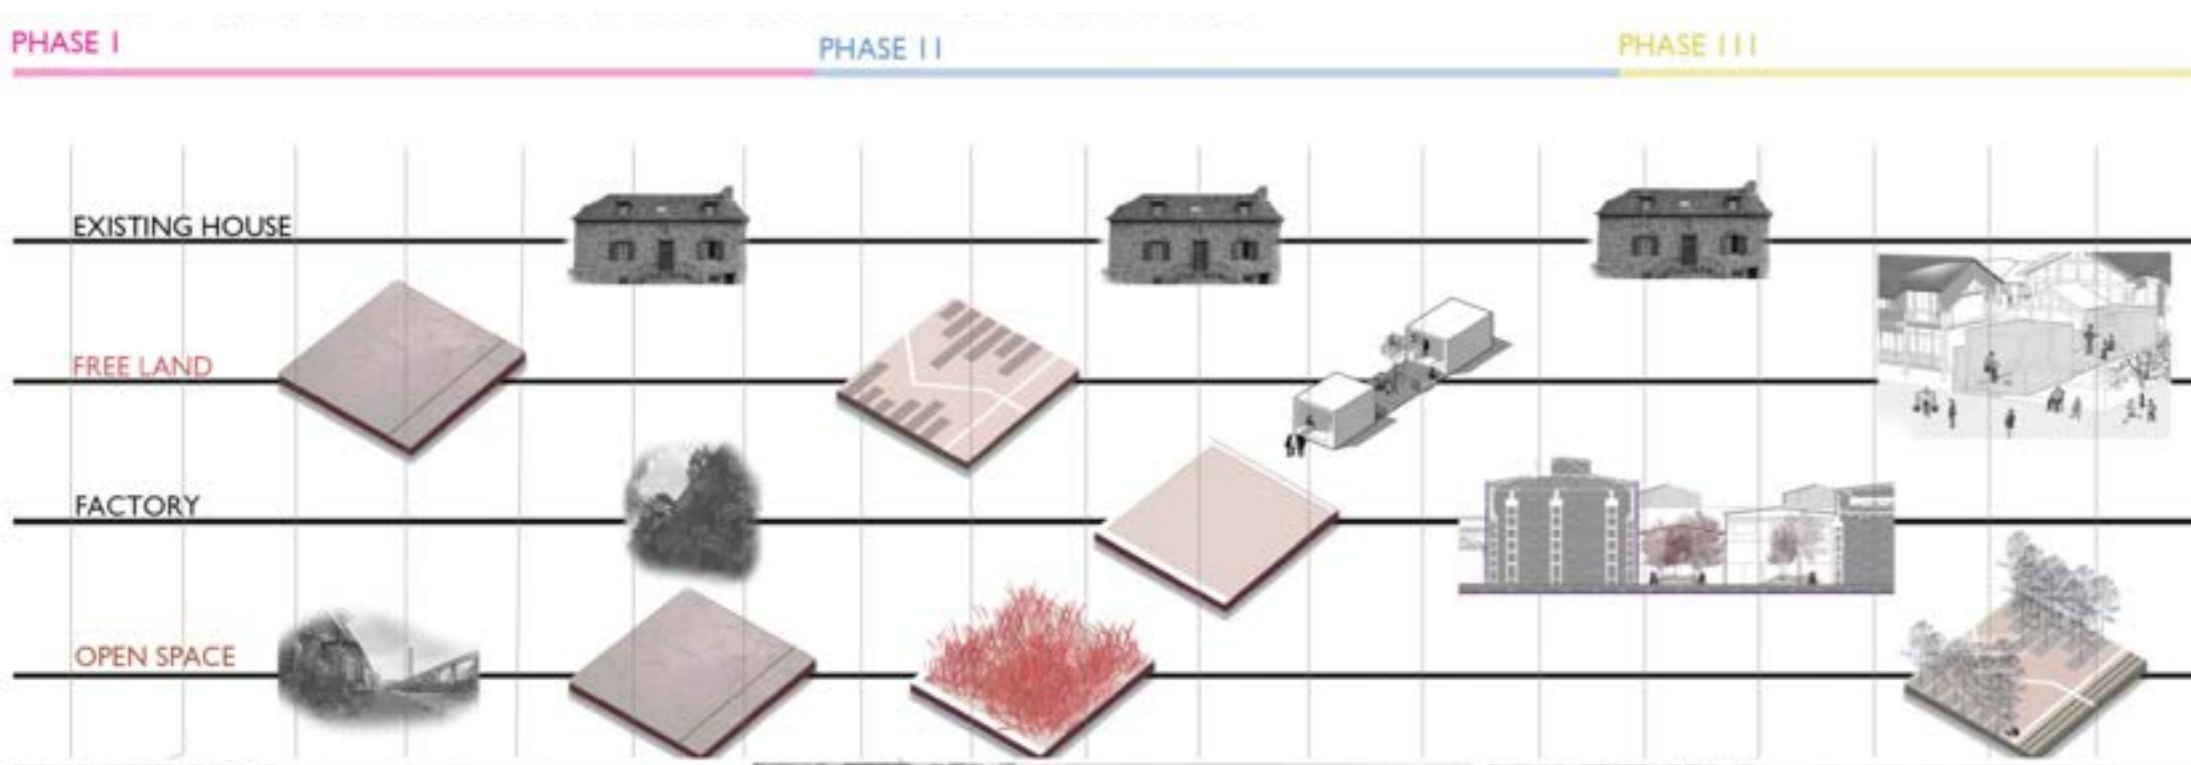 PHASE I
PHASE II
PHASE III
EXISTING HOUSE
FREE LAND
FACTORY
OPEN SPACE